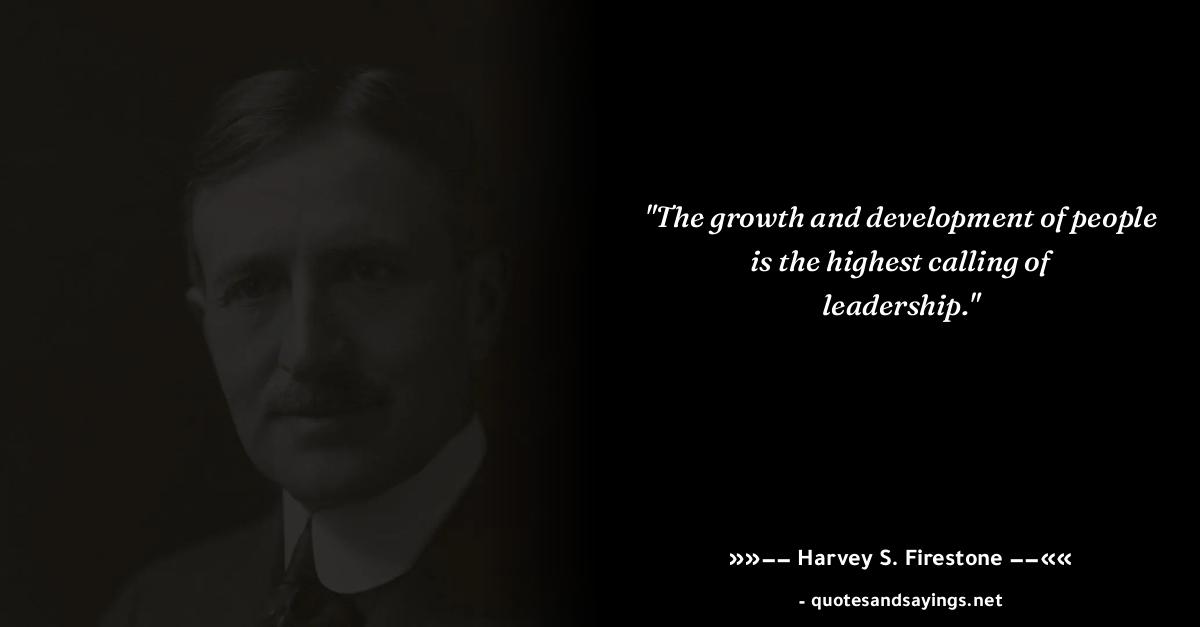 "The growth and development of people
is the highest calling of
leadership."
»»—— Harvey S. Firestone ——««
- quotesandsayings.net